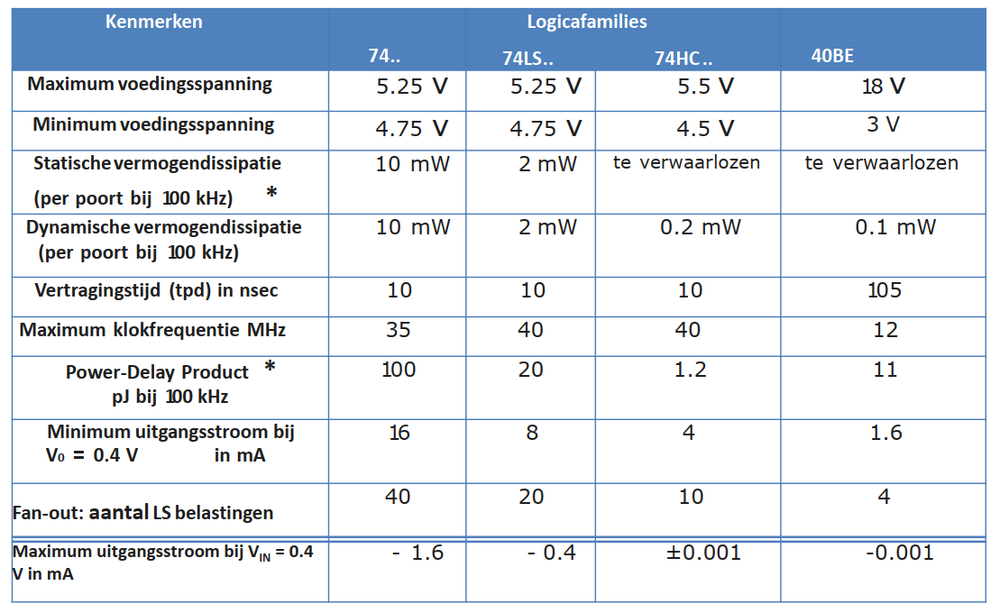 Kenmerken Logicafamilies
74.. 74LS.. 74HC.. 40BE
Maximum voedingsspanning 5.25 V 5.25 V 5.5 V 18 V
Minimum voedingsspanning 4.75 V 4.75 V 4.5 V 3 V
Statische vermogendissipatie 10 mW 2 mW te verwaarlozen te verwaarlozen
(per poort bij 100 kHz) *
Dynamische vermogendissipatie 10 mW 2 mW 0.2 mW 0.1 mW
(per poort bij 100 kHz)
Vertragingstijd (tpd) in nsec 10 10 10 105
Maximum klokfrequentie MHz 35 40 40 12
Power-Delay Product * 100 20 1.2 11
pJ bij 100 kHz
Minimum uitgangsstroom bij 16 8 4 1.6
V₀ = 0.4 V in mA
Fan-out: aantal LS belastingen 40 20 10 4
Maximum uitgangsstroom bij VIN = 0.4 - 1.6 - 0.4 ±0.001 -0.001
V in mA